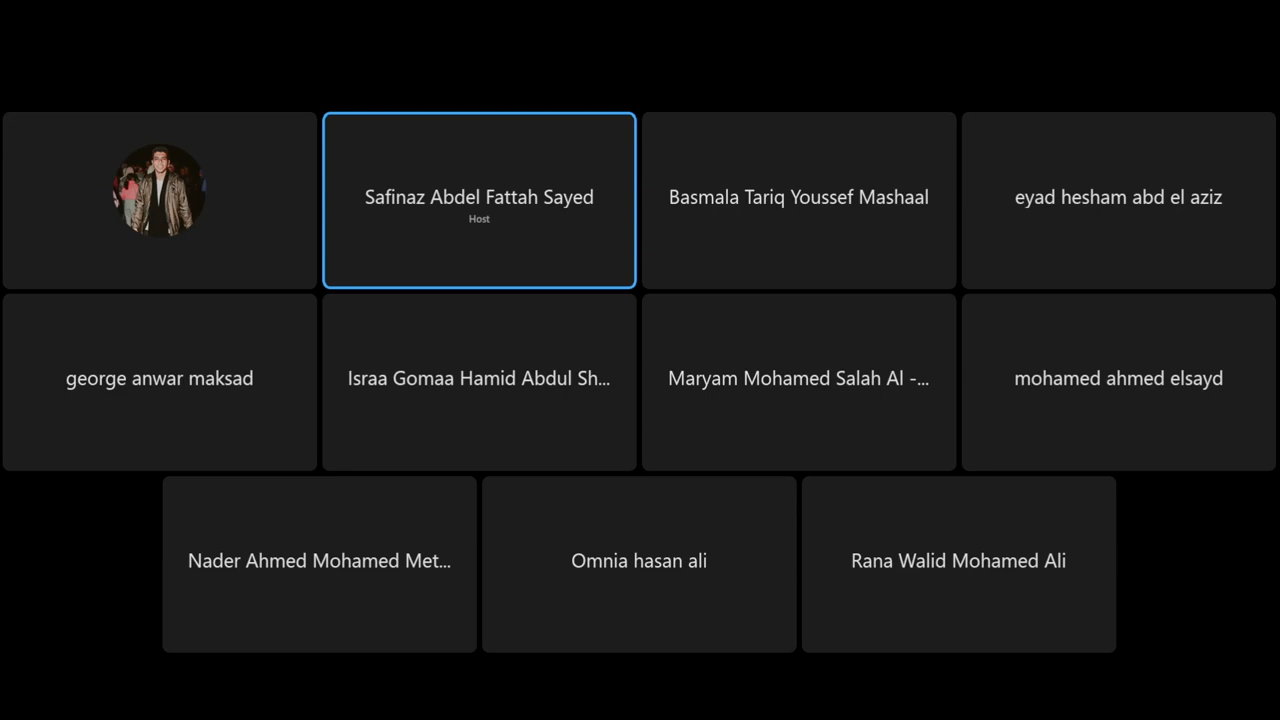 Safinaz Abdel Fattah Sayed
Host
Basmala Tariq Youssef Mashaal
eyad hesham abd el aziz
george anwar maksad
Israa Gomaa Hamid Abdul Sh...
Maryam Mohamed Salah Al -...
mohamed ahmed elsayd
Nader Ahmed Mohamed Met...
Omnia hasan ali
Rana Walid Mohamed Ali